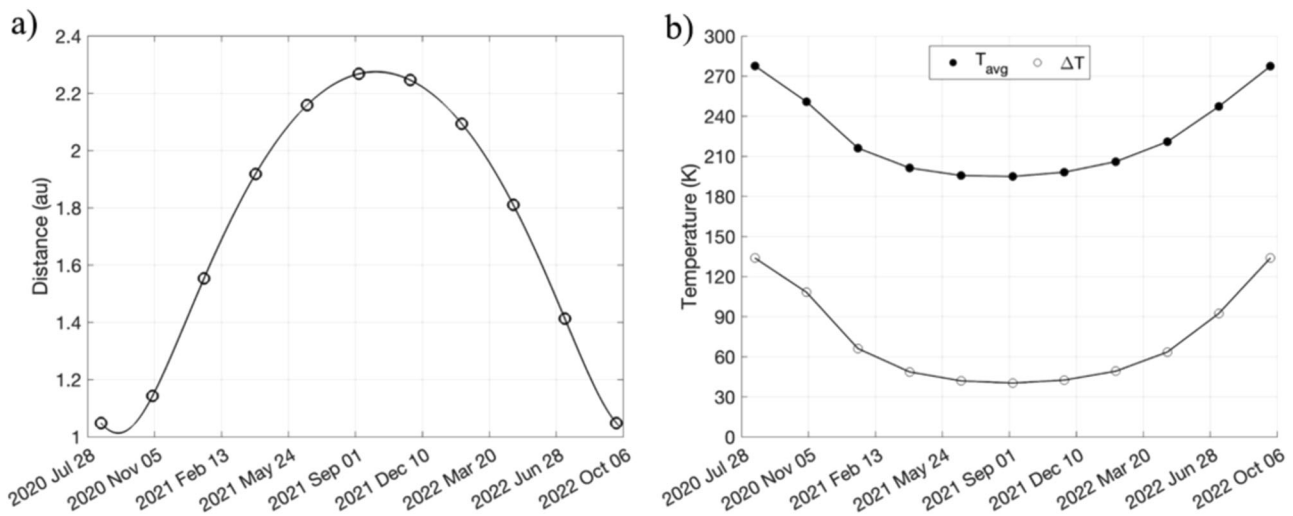 a)
2.4
2.2
2
1.8
1.6
1.4
1.2
1
Distance (au)
2020 Jul 28
2020 Nov 05
2021 Feb 13
2021 May 24
2021 Sep 01
2021 Dec 10
2022 Mar 20
2022 Jun 28
2022 Oct 06
b)
300
270
240
210
180
150
120
90
60
30
0
Temperature (K)
T_avg ΔT
2020 Jul 28
2020 Nov 05
2021 Feb 13
2021 May 24
2021 Sep 01
2021 Dec 10
2022 Mar 20
2022 Jun 28
2022 Oct 06